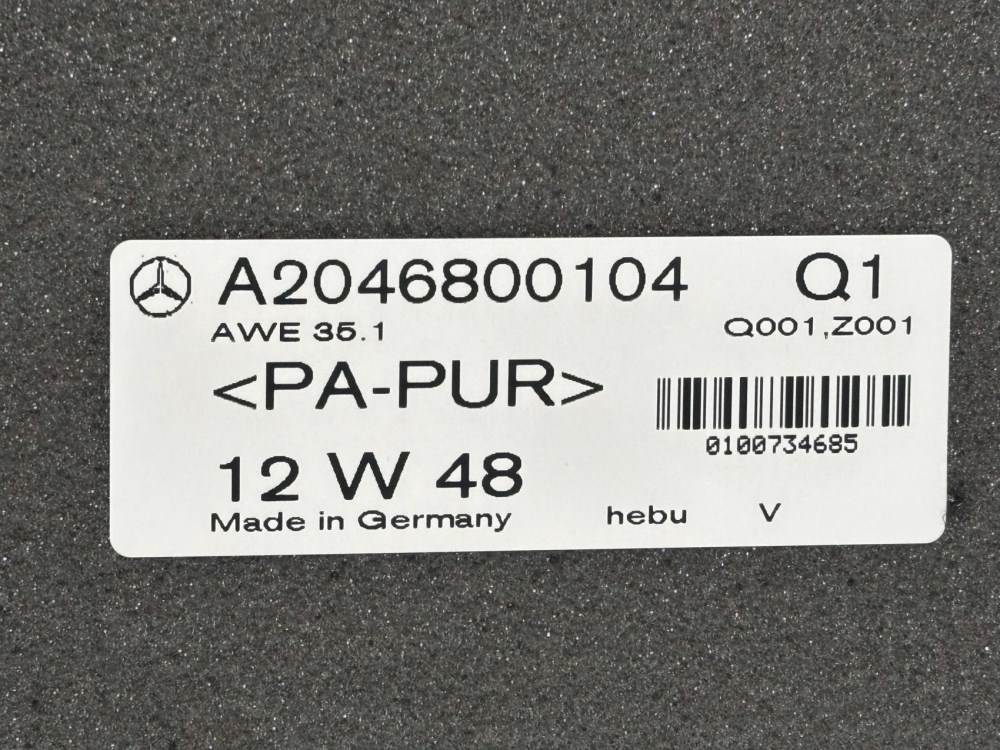 A2046800104 Q1
AWE 35.1 Q001,Z001
<PA-PUR>
0100734685
12 W 48
Made in Germany hebu V